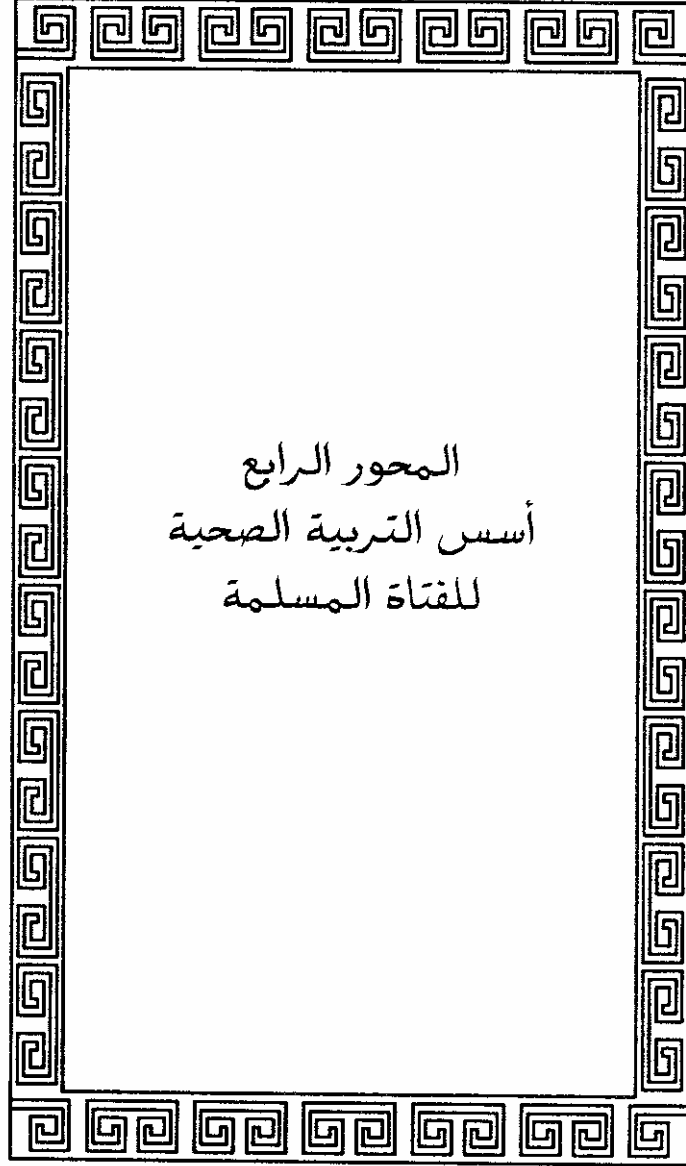 المحور الرابع
أسس التربية الصحية
للفتاة المسلمة